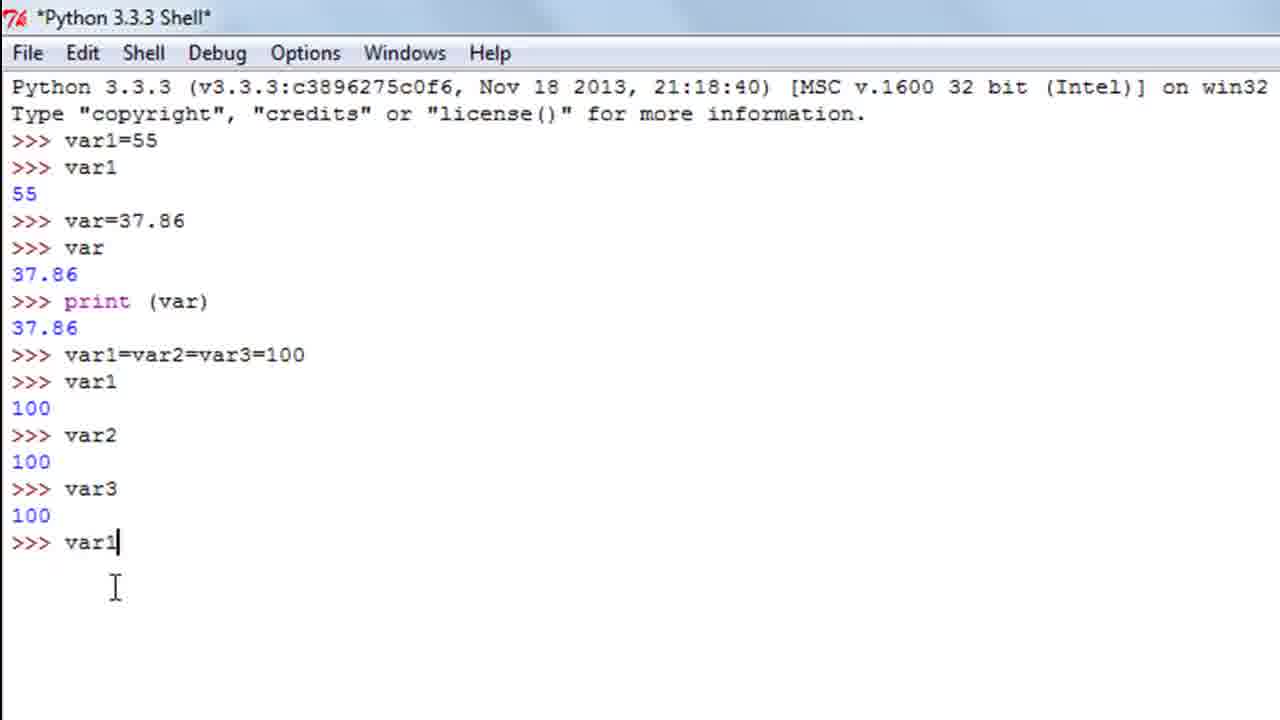 *Python 3.3.3 Shell*
File Edit Shell Debug Options Windows Help
Python 3.3.3 (v3.3.3:c3896275c0f6, Nov 18 2013, 21:18:40) [MSC v.1600 32 bit (Intel)] on win32
Type "copyright", "credits" or "license()" for more information.
>>> var1=55
>>> var1
55
>>> var=37.86
>>> var
37.86
>>> print (var)
37.86
>>> var1=var2=var3=100
>>> var1
100
>>> var2
100
>>> var3
100
>>> var1